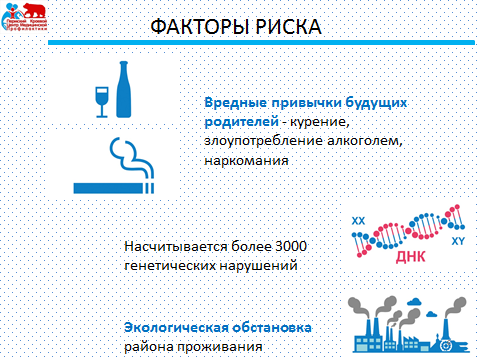 Пермский Краевой
Центр Медицинской
Профилактики
ФАКТОРЫ РИСКА
Вредные привычки будущих
родителей - курение,
злоупотребление алкоголем,
наркомания
Насчитывается более 3000
генетических нарушений
XX
XY
ДНК
Экологическая обстановка
района проживания